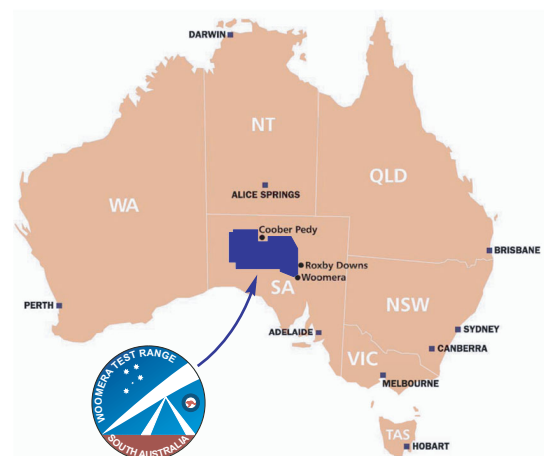 DARWIN
NT
QLD
WA
ALICE SPRINGS
Coober Pedy
BRISBANE
Roxby Downs
Woomera
SA
NSW
PERTH
ADELAIDE
SYDNEY
CANBERRA
VIC
MELBOURNE
TAS
HOBART
WOOMERA TEST RANGE
SOUTH AUSTRALIA